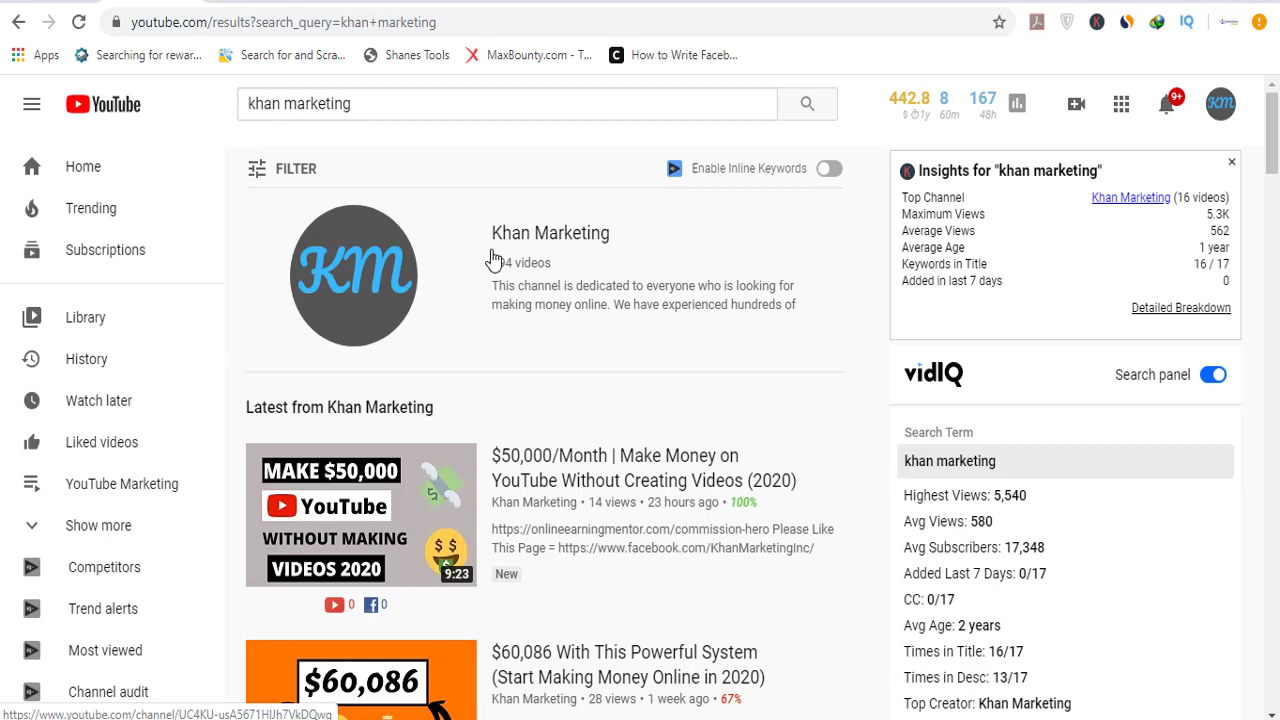 youtube.com/results?search_query=khan+marketing
IQ
Apps
Searching for rewar...
Search for and Scra...
Shanes Tools
MaxBounty.com - T...
How to Write Faceb...
YouTube
khan marketing
442.8 8 167
$ 1y 60m 48h
9+
KM
Home
Trending
Subscriptions
Library
History
Watch later
Liked videos
YouTube Marketing
Show more
Competitors
Trend alerts
Most viewed
Channel audit
FILTER
Enable Inline Keywords
KM
Khan Marketing
4 videos
This channel is dedicated to everyone who is looking for
making money online. We have experienced hundreds of
Latest from Khan Marketing
MAKE $50,000
YouTube
WITHOUT MAKING
VIDEOS 2020
$ $
9:23
0 0
$50,000/Month | Make Money on
YouTube Without Creating Videos (2020)
Khan Marketing • 14 views • 23 hours ago • 100%
https://onlineearningmentor.com/commission-hero Please Like
This Page = https://www.facebook.com/KhanMarketingInc/
New
$60,086
$60,086 With This Powerful System
(Start Making Money Online in 2020)
Khan Marketing • 28 views • 1 week ago • 67%
K Insights for "khan marketing"
Top Channel Khan Marketing (16 videos)
Maximum Views 5.3K
Average Views 562
Average Age 1 year
Keywords in Title 16 / 17
Added in last 7 days 0
Detailed Breakdown
vidIQ
Search panel
Search Term
khan marketing
Highest Views: 5,540
Avg Views: 580
Avg Subscribers: 17,348
Added Last 7 Days: 0/17
CC: 0/17
Avg Age: 2 years
Times in Title: 16/17
Times in Desc: 13/17
Top Creator: Khan Marketing